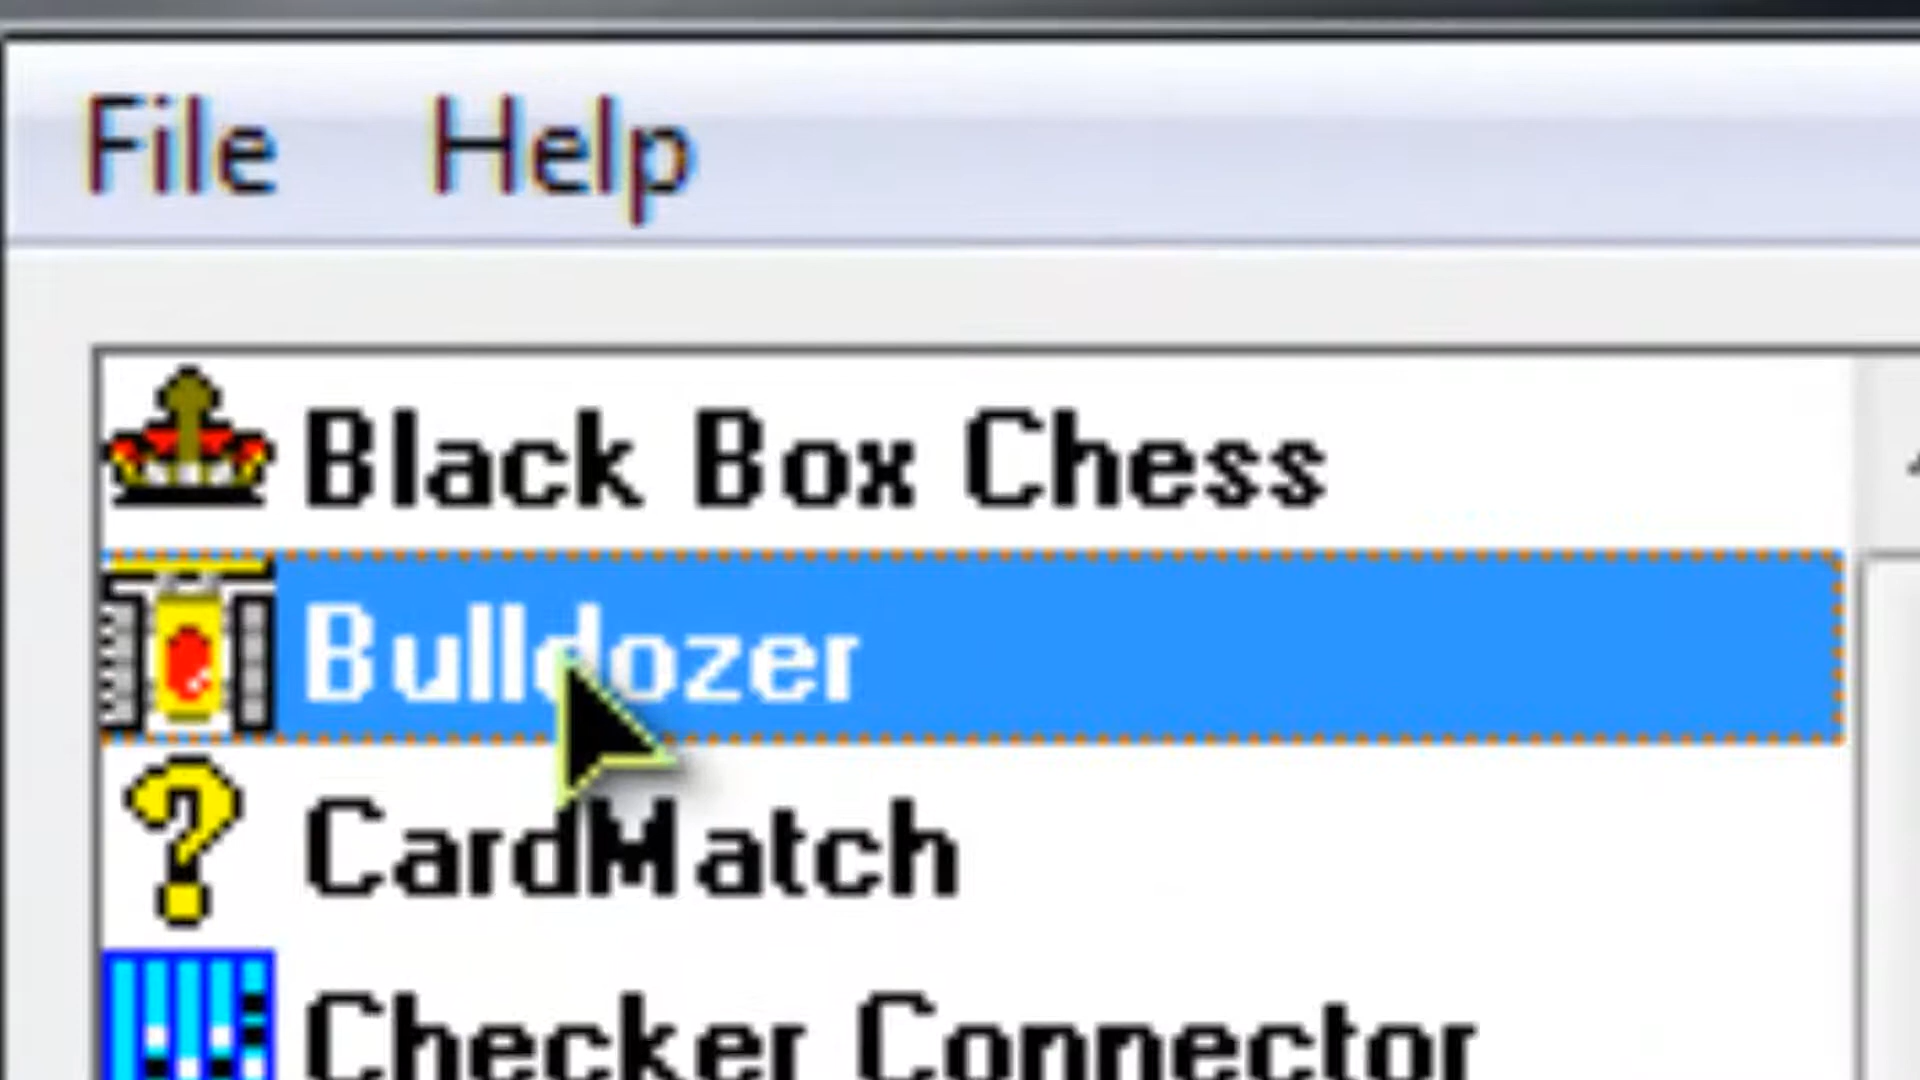 File Help
Black Box Chess
Bulldozer
CardMatch
Checker Connector